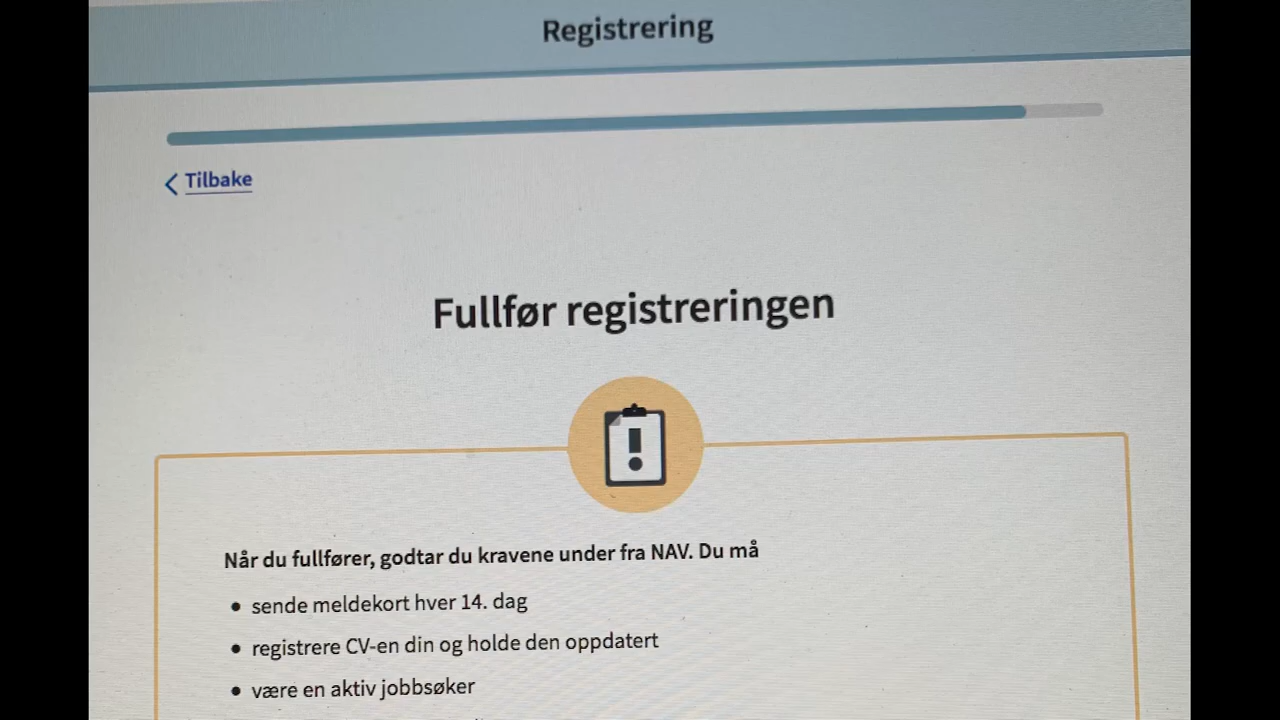 Registrering
Tilbake
Fullfør registreringen
Når du fullfører, godtar du kravene under fra NAV. Du må
• sende meldekort hver 14. dag
• registrere CV-en din og holde den oppdatert
• være en aktiv jobbsøker